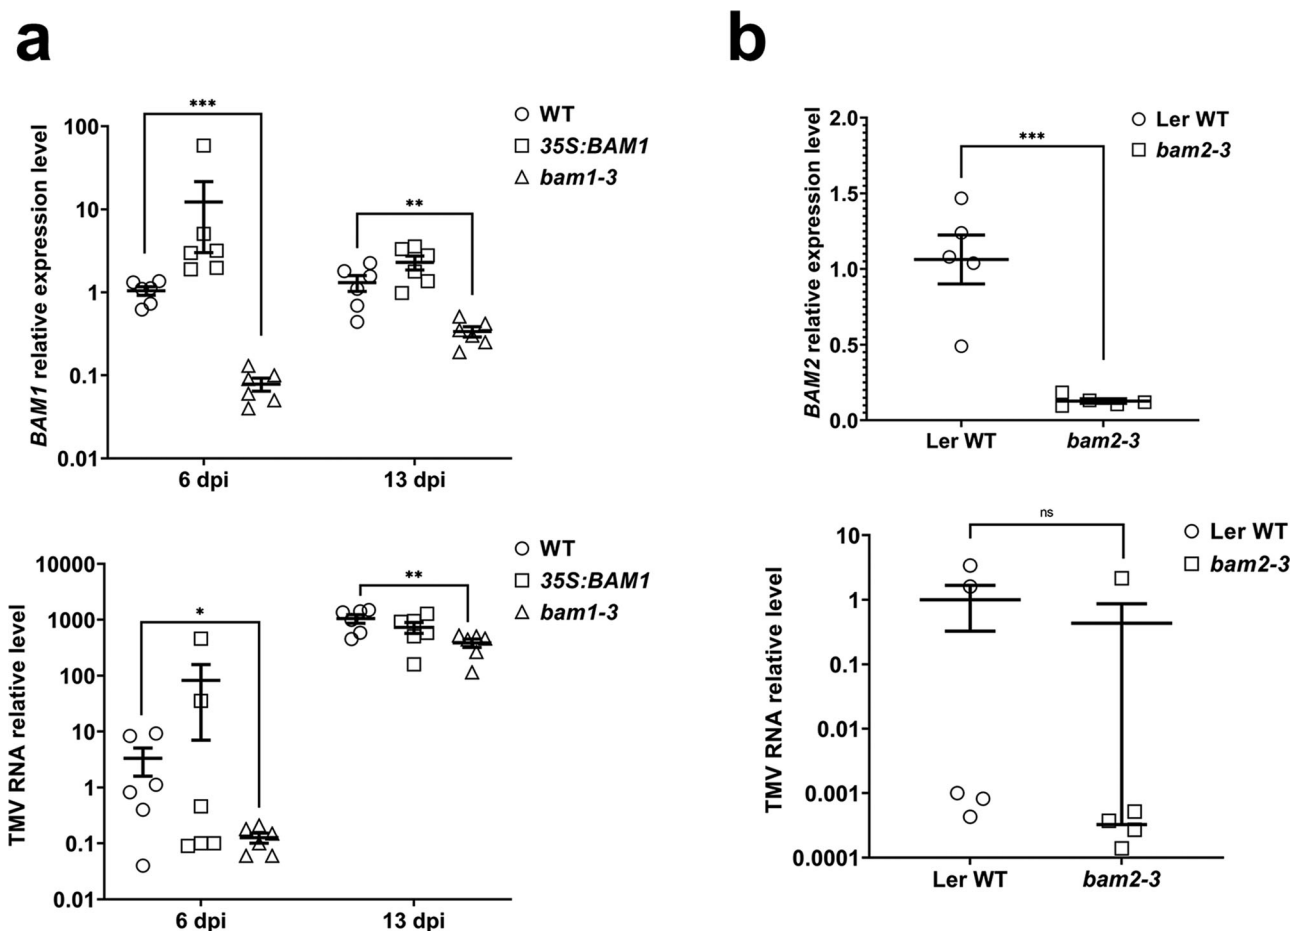 a
BAM1 relative expression level
100
10
1
0.1
0.01
***
**
WT
35S:BAM1
bam1-3
6 dpi
13 dpi
TMV RNA relative level
10000
1000
100
10
1
0.1
0.01
*
**
WT
35S:BAM1
bam1-3
6 dpi
13 dpi
b
BAM2 relative expression level
2.0
1.5
1.0
0.5
0.0
***
Ler WT
bam2-3
Ler WT
bam2-3
TMV RNA relative level
10
1
0.1
0.01
0.001
0.0001
ns
Ler WT
bam2-3
Ler WT
bam2-3